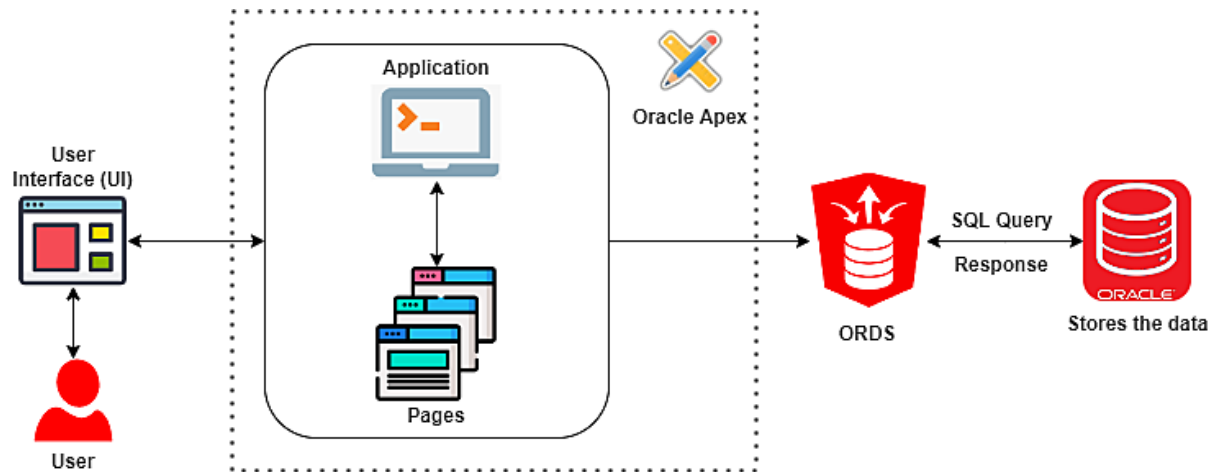 User
Interface (UI)
User
Application
Pages
Oracle Apex
ORDS
SQL Query
Response
ORACLE
Stores the data